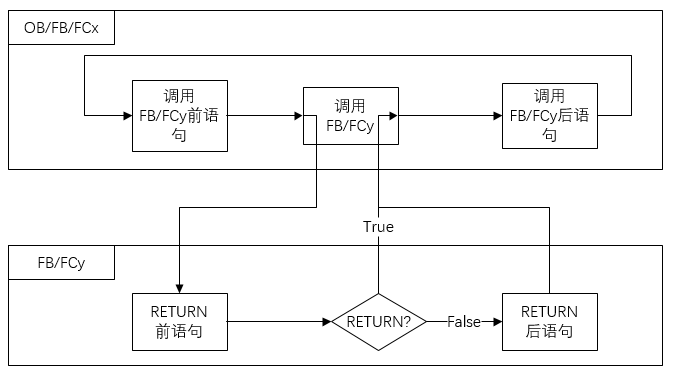 OB/FB/FCx
调用
FB/FCy前语
句
调用
FB/FCy
调用
FB/FCy后语
句
True
FB/FCy
RETURN
前语句
RETURN?
False
RETURN
后语句